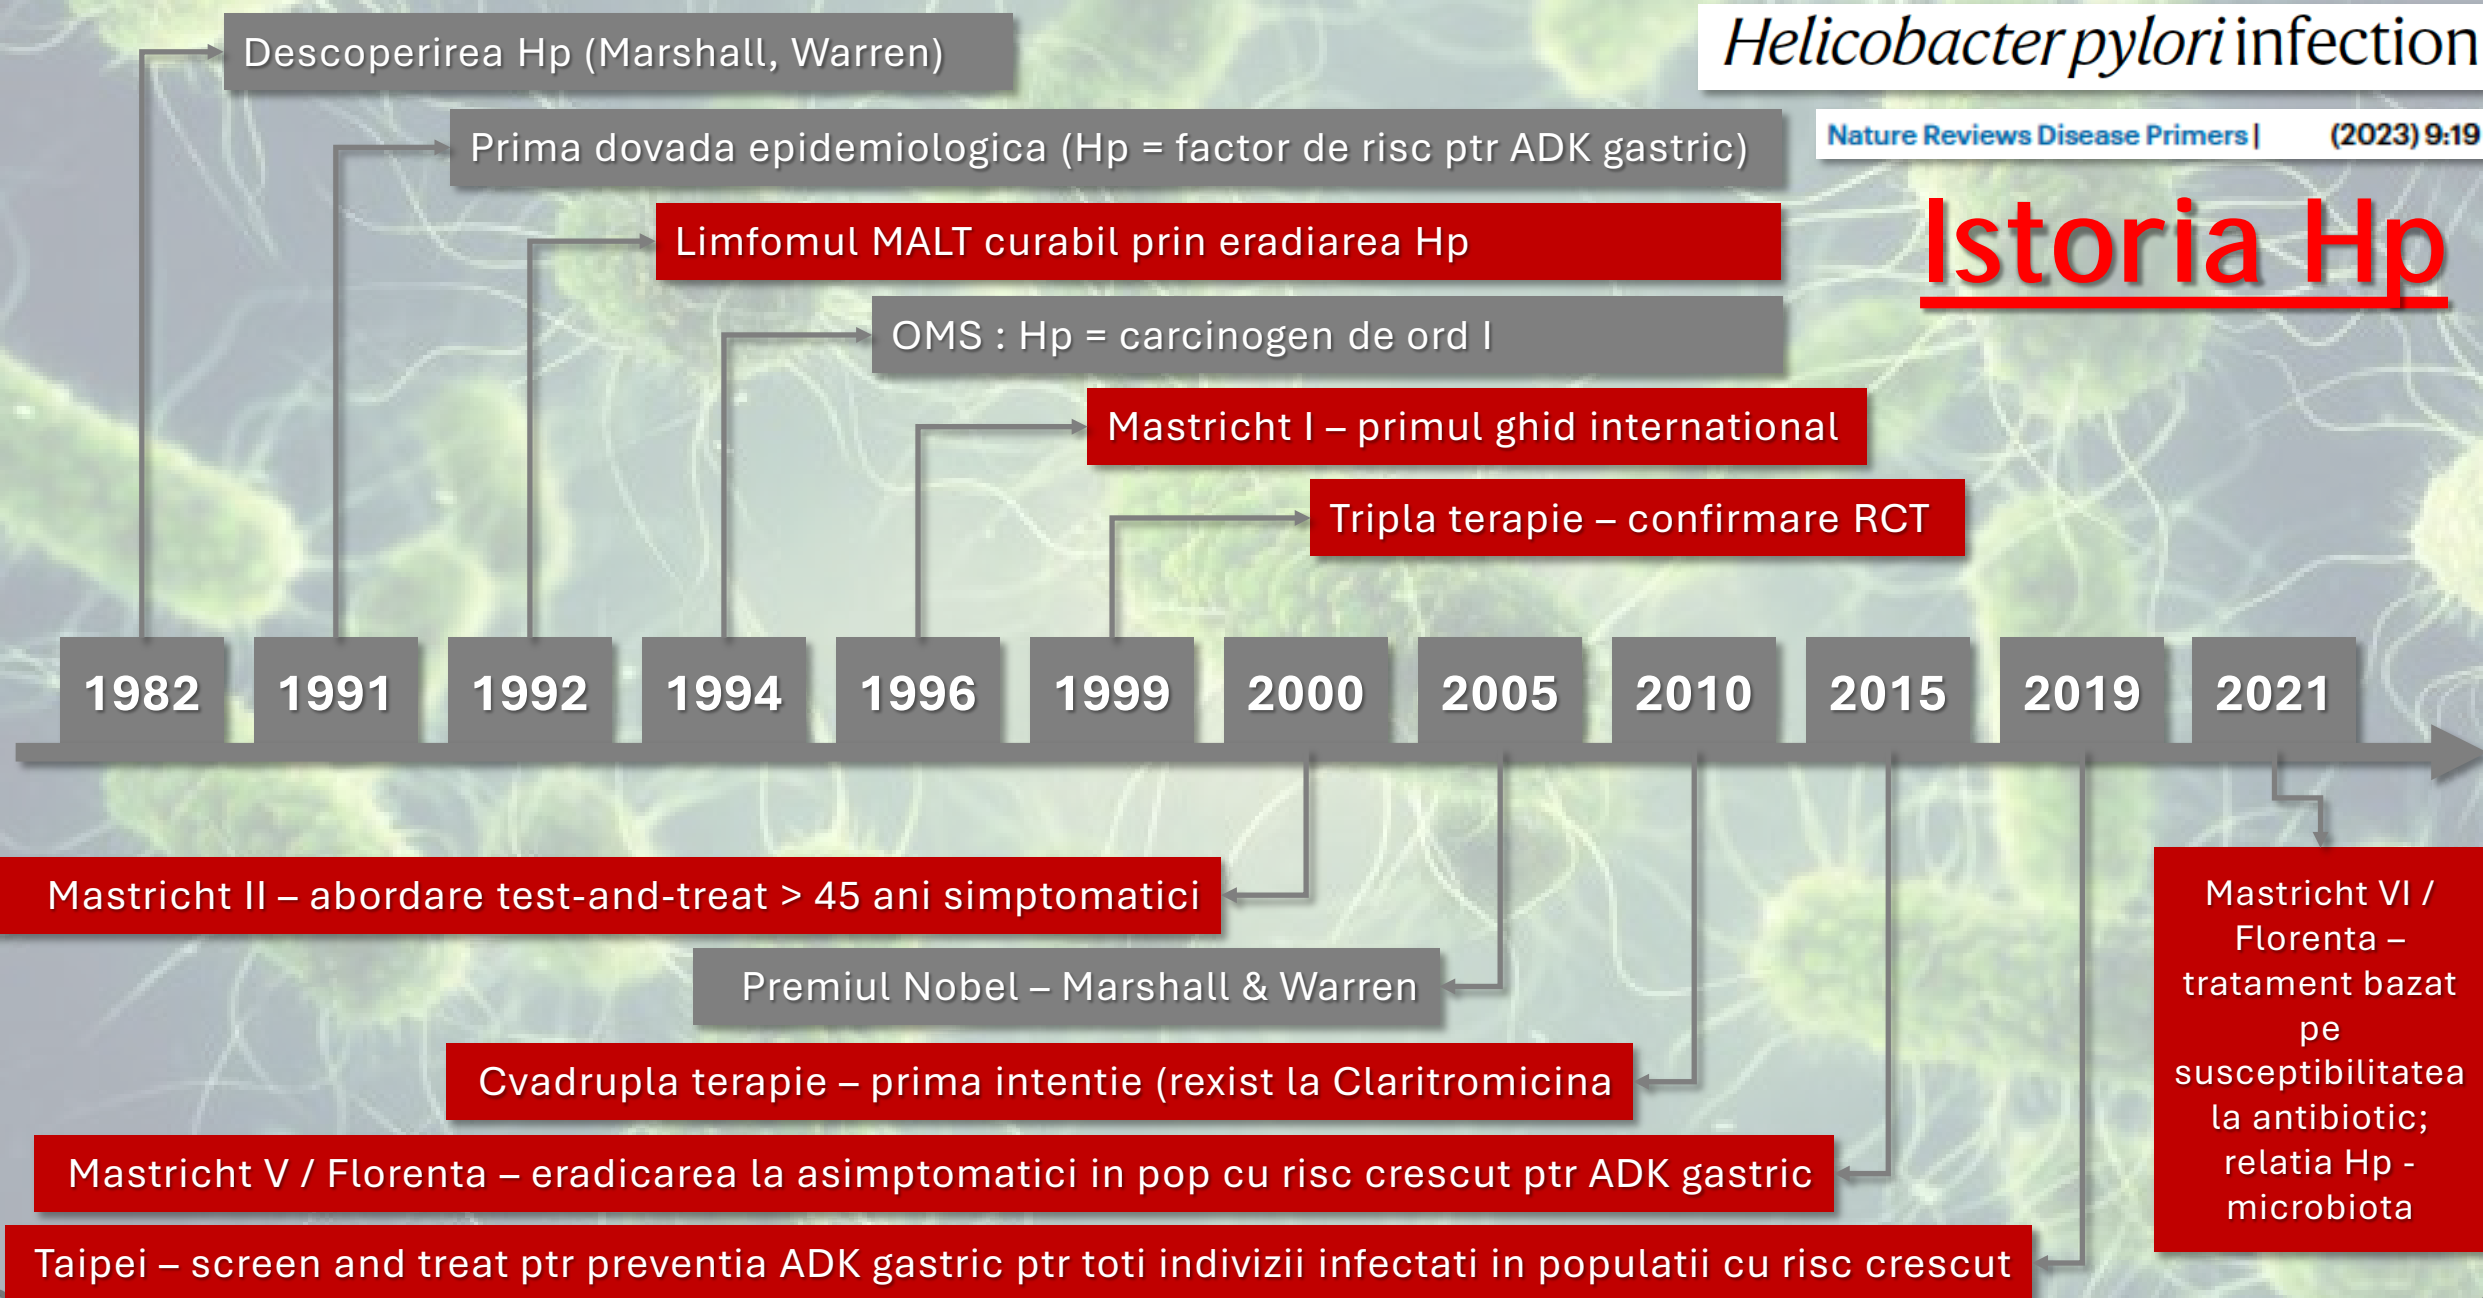 Descoperirea Hp (Marshall, Warren)
Helicobacter pylori infection
Prima dovada epidemiologica (Hp = factor de risc ptr ADK gastric)
Nature Reviews Disease Primers | (2023) 9:19
Limfomul MALT curabil prin eradiarea Hp
Istoria Hp
OMS : Hp = carcinogen de ord I
Mastricht I – primul ghid international
Tripla terapie – confirmare RCT
1982 1991 1992 1994 1996 1999 2000 2005 2010 2015 2019 2021
Mastricht II – abordare test-and-treat > 45 ani simptomatici
Premiul Nobel – Marshall & Warren
Cvadrupla terapie – prima intentie (rexist la Claritromicina
Mastricht V / Florenta – eradicarea la asimptomatici in pop cu risc crescut ptr ADK gastric
Taipei – screen and treat ptr preventia ADK gastric ptr toti indivizii infectati in populatii cu risc crescut
Mastricht VI /
Florenta –
tratament bazat
pe
susceptibilitatea
la antibiotic;
relatia Hp -
microbiota